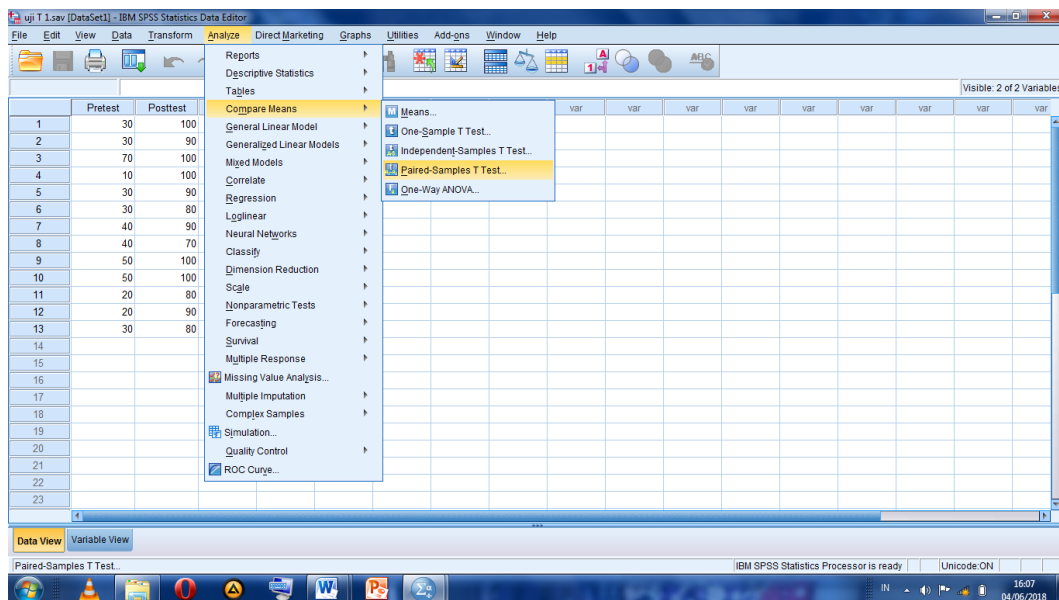 uji T 1.sav [DataSet1] - IBM SPSS Statistics Data Editor
File Edit View Data Transform Analyze Direct Marketing Graphs Utilities Add-ons Window Help
Visible: 2 of 2 Variables
Pretest Posttest var var var var var var var var
1 30 100
2 30 90
3 70 100
4 10 100
5 30 90
6 30 80
7 40 90
8 40 70
9 50 100
10 50 100
11 20 80
12 20 90
13 30 80
14
15
16
17
18
19
20
21
22
23
Reports
Descriptive Statistics
Tables
Compare Means
General Linear Model
Generalized Linear Models
Mixed Models
Correlate
Regression
Loglinear
Neural Networks
Classify
Dimension Reduction
Scale
Nonparametric Tests
Forecasting
Survival
Multiple Response
Missing Value Analysis...
Multiple Imputation
Complex Samples
Simulation...
Quality Control
ROC Curve...
Means...
One-Sample T Test...
Independent-Samples T Test...
Paired-Samples T Test...
One-Way ANOVA...
Data View Variable View
Paired-Samples T Test... IBM SPSS Statistics Processor is ready Unicode:ON
IN 16:07
04/06/2018